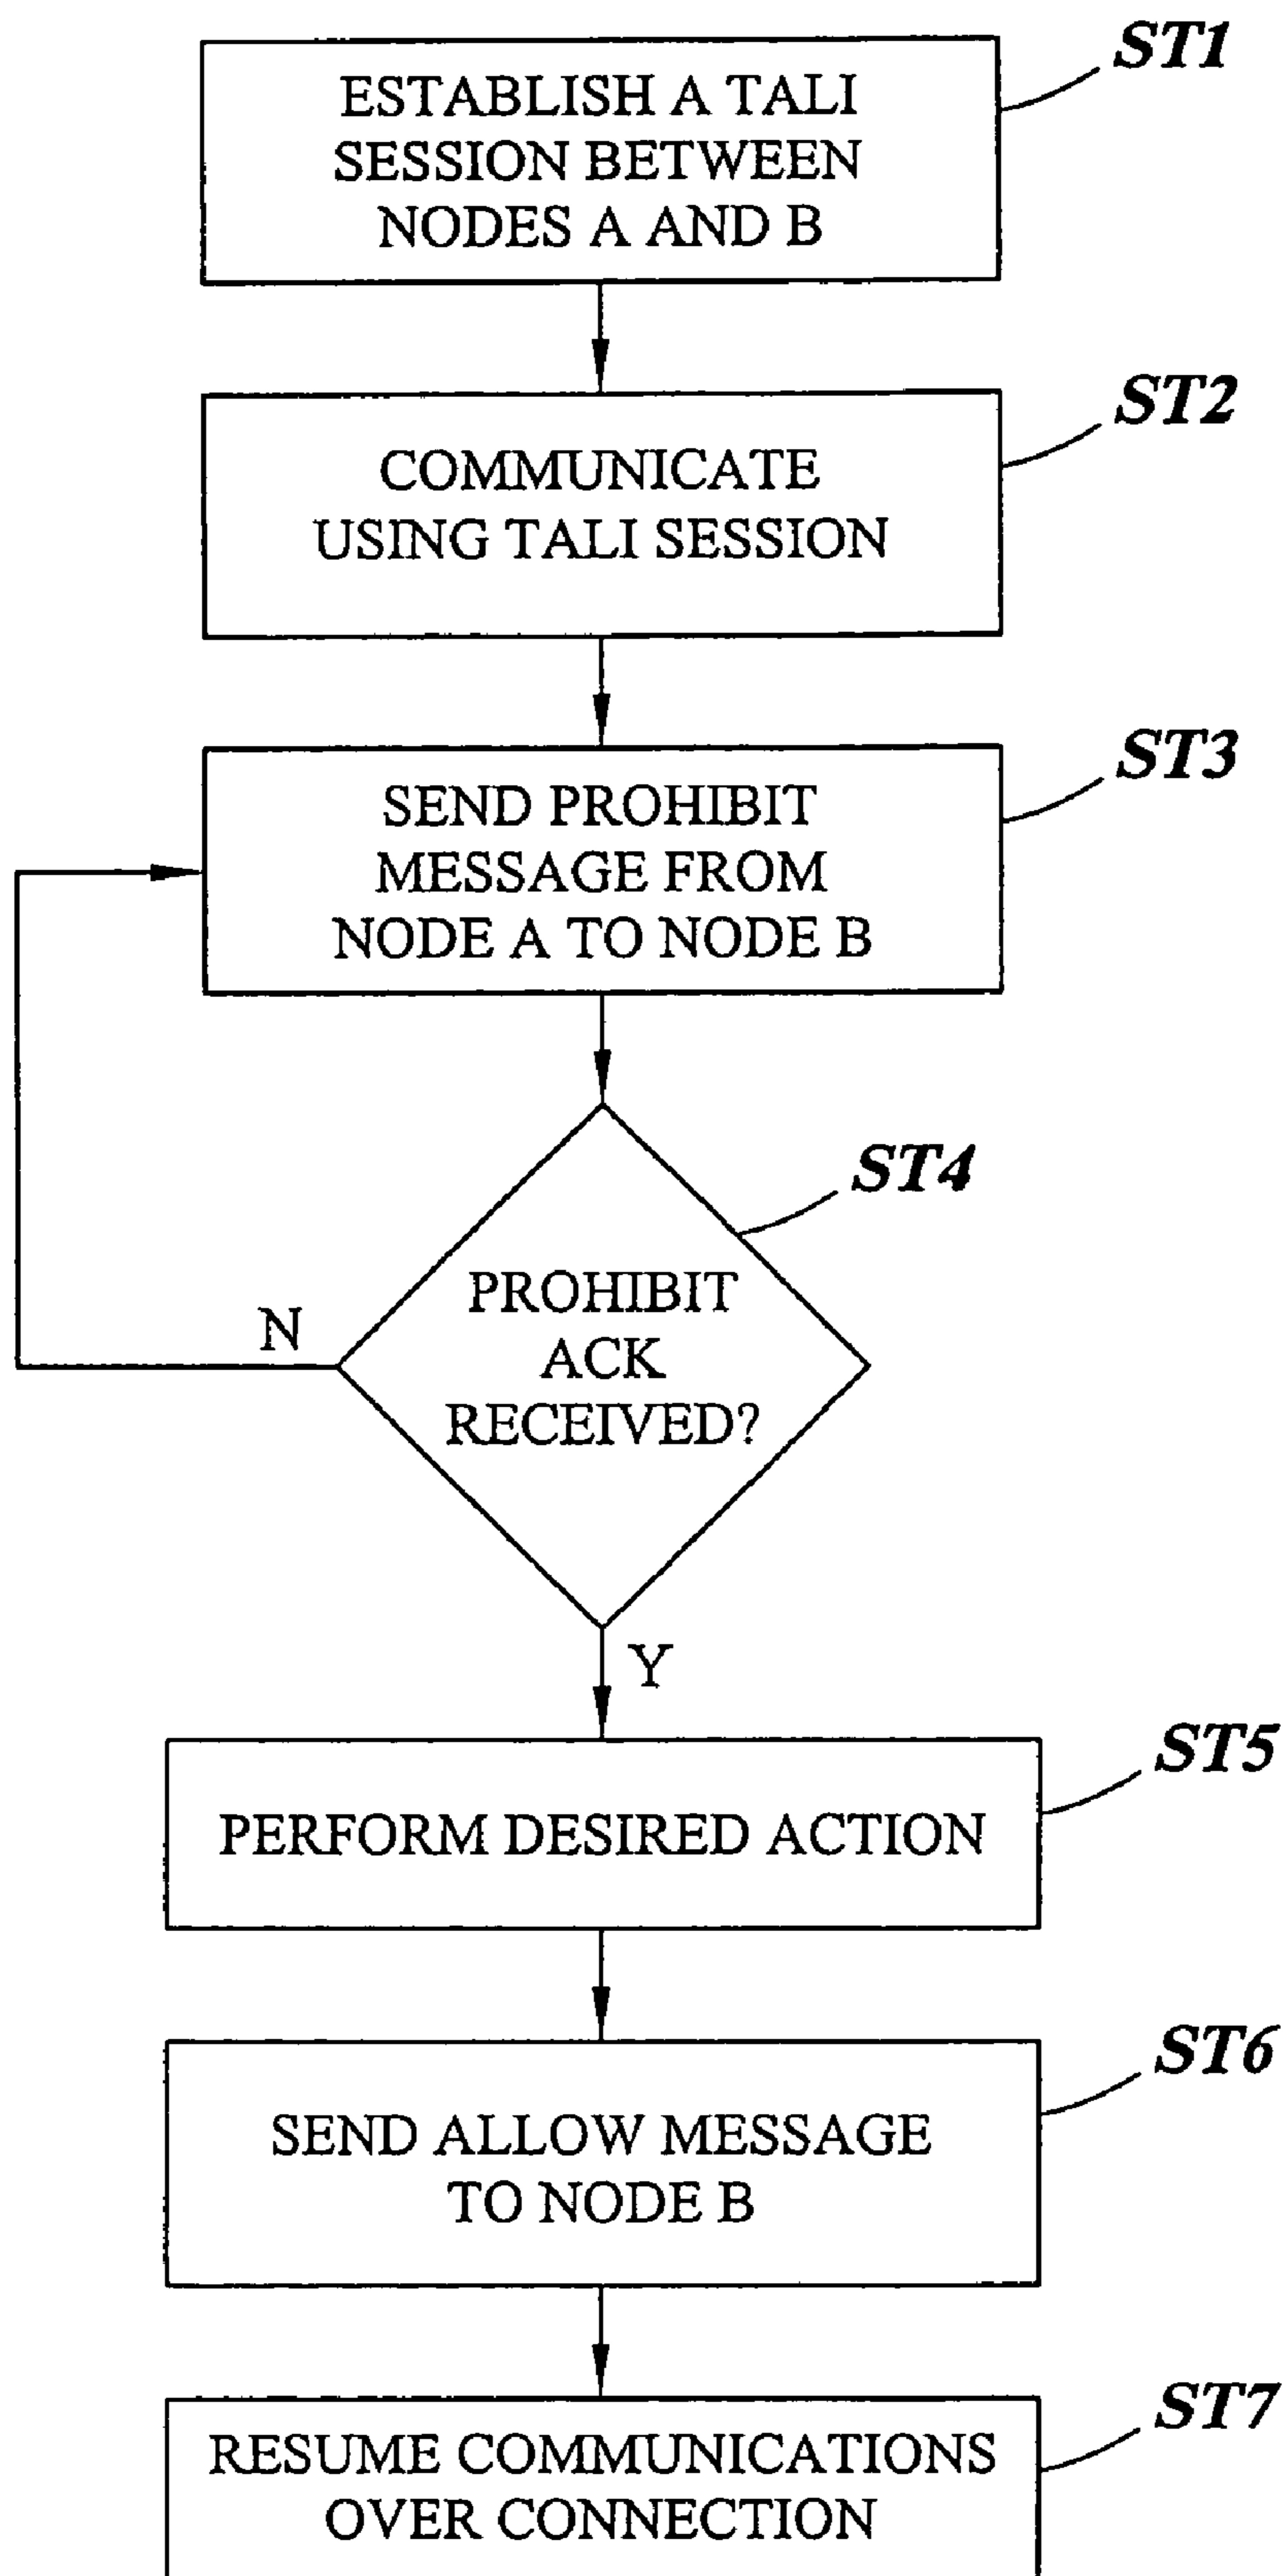 ST1
ESTABLISH A TALI
SESSION BETWEEN
NODES A AND B
ST2
COMMUNICATE
USING TALI SESSION
ST3
SEND PROHIBIT
MESSAGE FROM
NODE A TO NODE B
ST4
PROHIBIT
ACK
RECEIVED?
N
Y
ST5
PERFORM DESIRED ACTION
ST6
SEND ALLOW MESSAGE
TO NODE B
ST7
RESUME COMMUNICATIONS
OVER CONNECTION